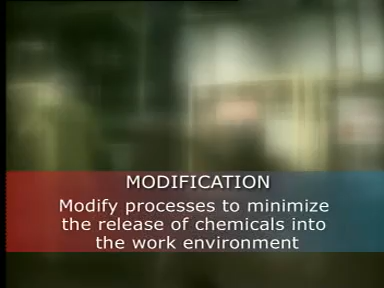 MODIFICATION
Modify processes to minimize
the release of chemicals into
the work environment